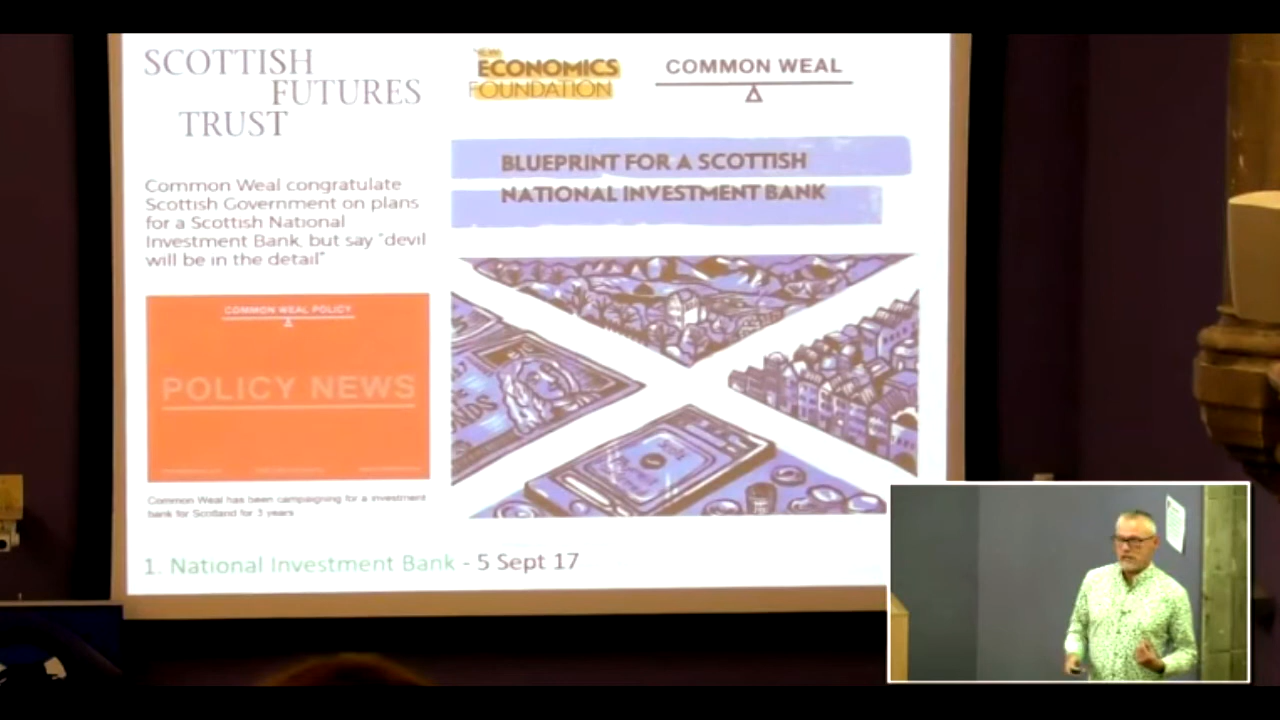 SCOTTISH
FUTURES
TRUST
Common Weal congratulate
Scottish Government on plans
for a Scottish National
Investment Bank, but say "devil
will be in the detail"
COMMON WEAL POLICY
POLICY NEWS
Common Weal has been campaigning for a investment
bank for Scotland for 3 years
NEW
ECONOMICS
FOUNDATION
COMMON WEAL
BLUEPRINT FOR A SCOTTISH
NATIONAL INVESTMENT BANK
1. National Investment Bank - 5 Sept 17